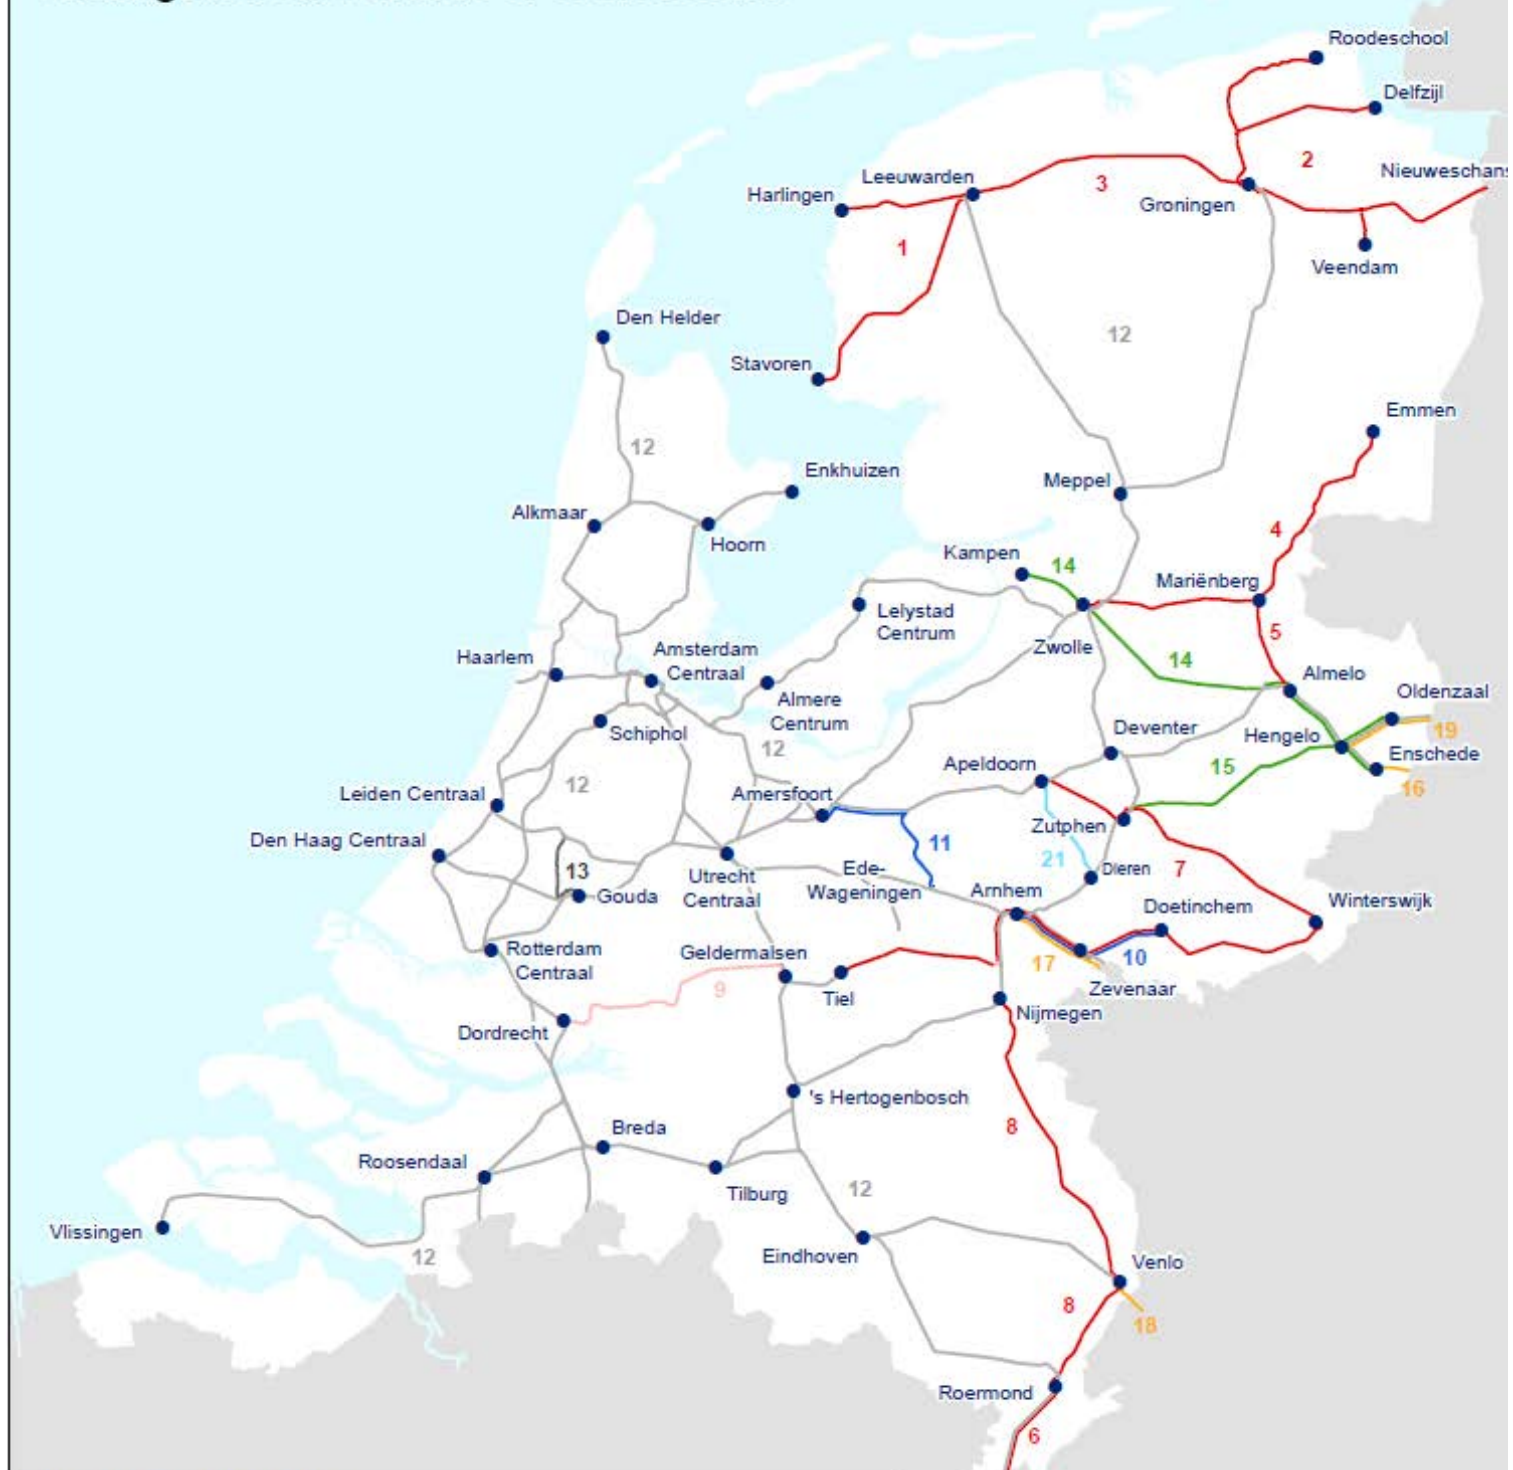 Roodeschool
Delfzijl
2
Nieuweschans
Leeuwarden
3
Harlingen
Groningen
1
Veendam
Den Helder
12
Stavoren
Emmen
12
Enkhuizen
Meppel
Alkmaar
4
Hoorn
Kampen
14
Mariënberg
Lelystad
Centrum
5
Zwolle
Haarlem
Amsterdam
Centraal
14
Almelo
Oldenzaal
Almere
Centrum
Schiphol
12
Deventer
Hengelo
19
Enschede
Apeldoorn
15
16
12
Leiden Centraal
Amersfoort
Zutphen
Den Haag Centraal
11
21
Dieren
7
13
Gouda
Utrecht
Centraal
Ede-
Wageningen
Arnhem
Doetinchem
Winterswijk
Rotterdam
Centraal
Geldermalsen
17
10
9
Tiel
Zevenaar
Nijmegen
Dordrecht
's Hertogenbosch
Breda
8
Roosendaal
Tilburg
12
Vlissingen
12
Eindhoven
Venlo
8
18
Roermond
6